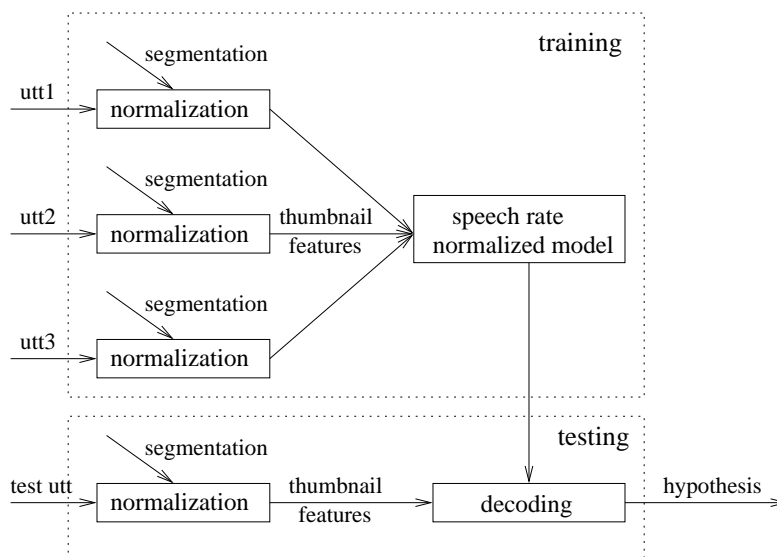 training
segmentation
utt1
normalization
segmentation
utt2
normalization
thumbnail
features
speech rate
normalized model
segmentation
utt3
normalization
testing
segmentation
test utt
normalization
thumbnail
features
decoding
hypothesis